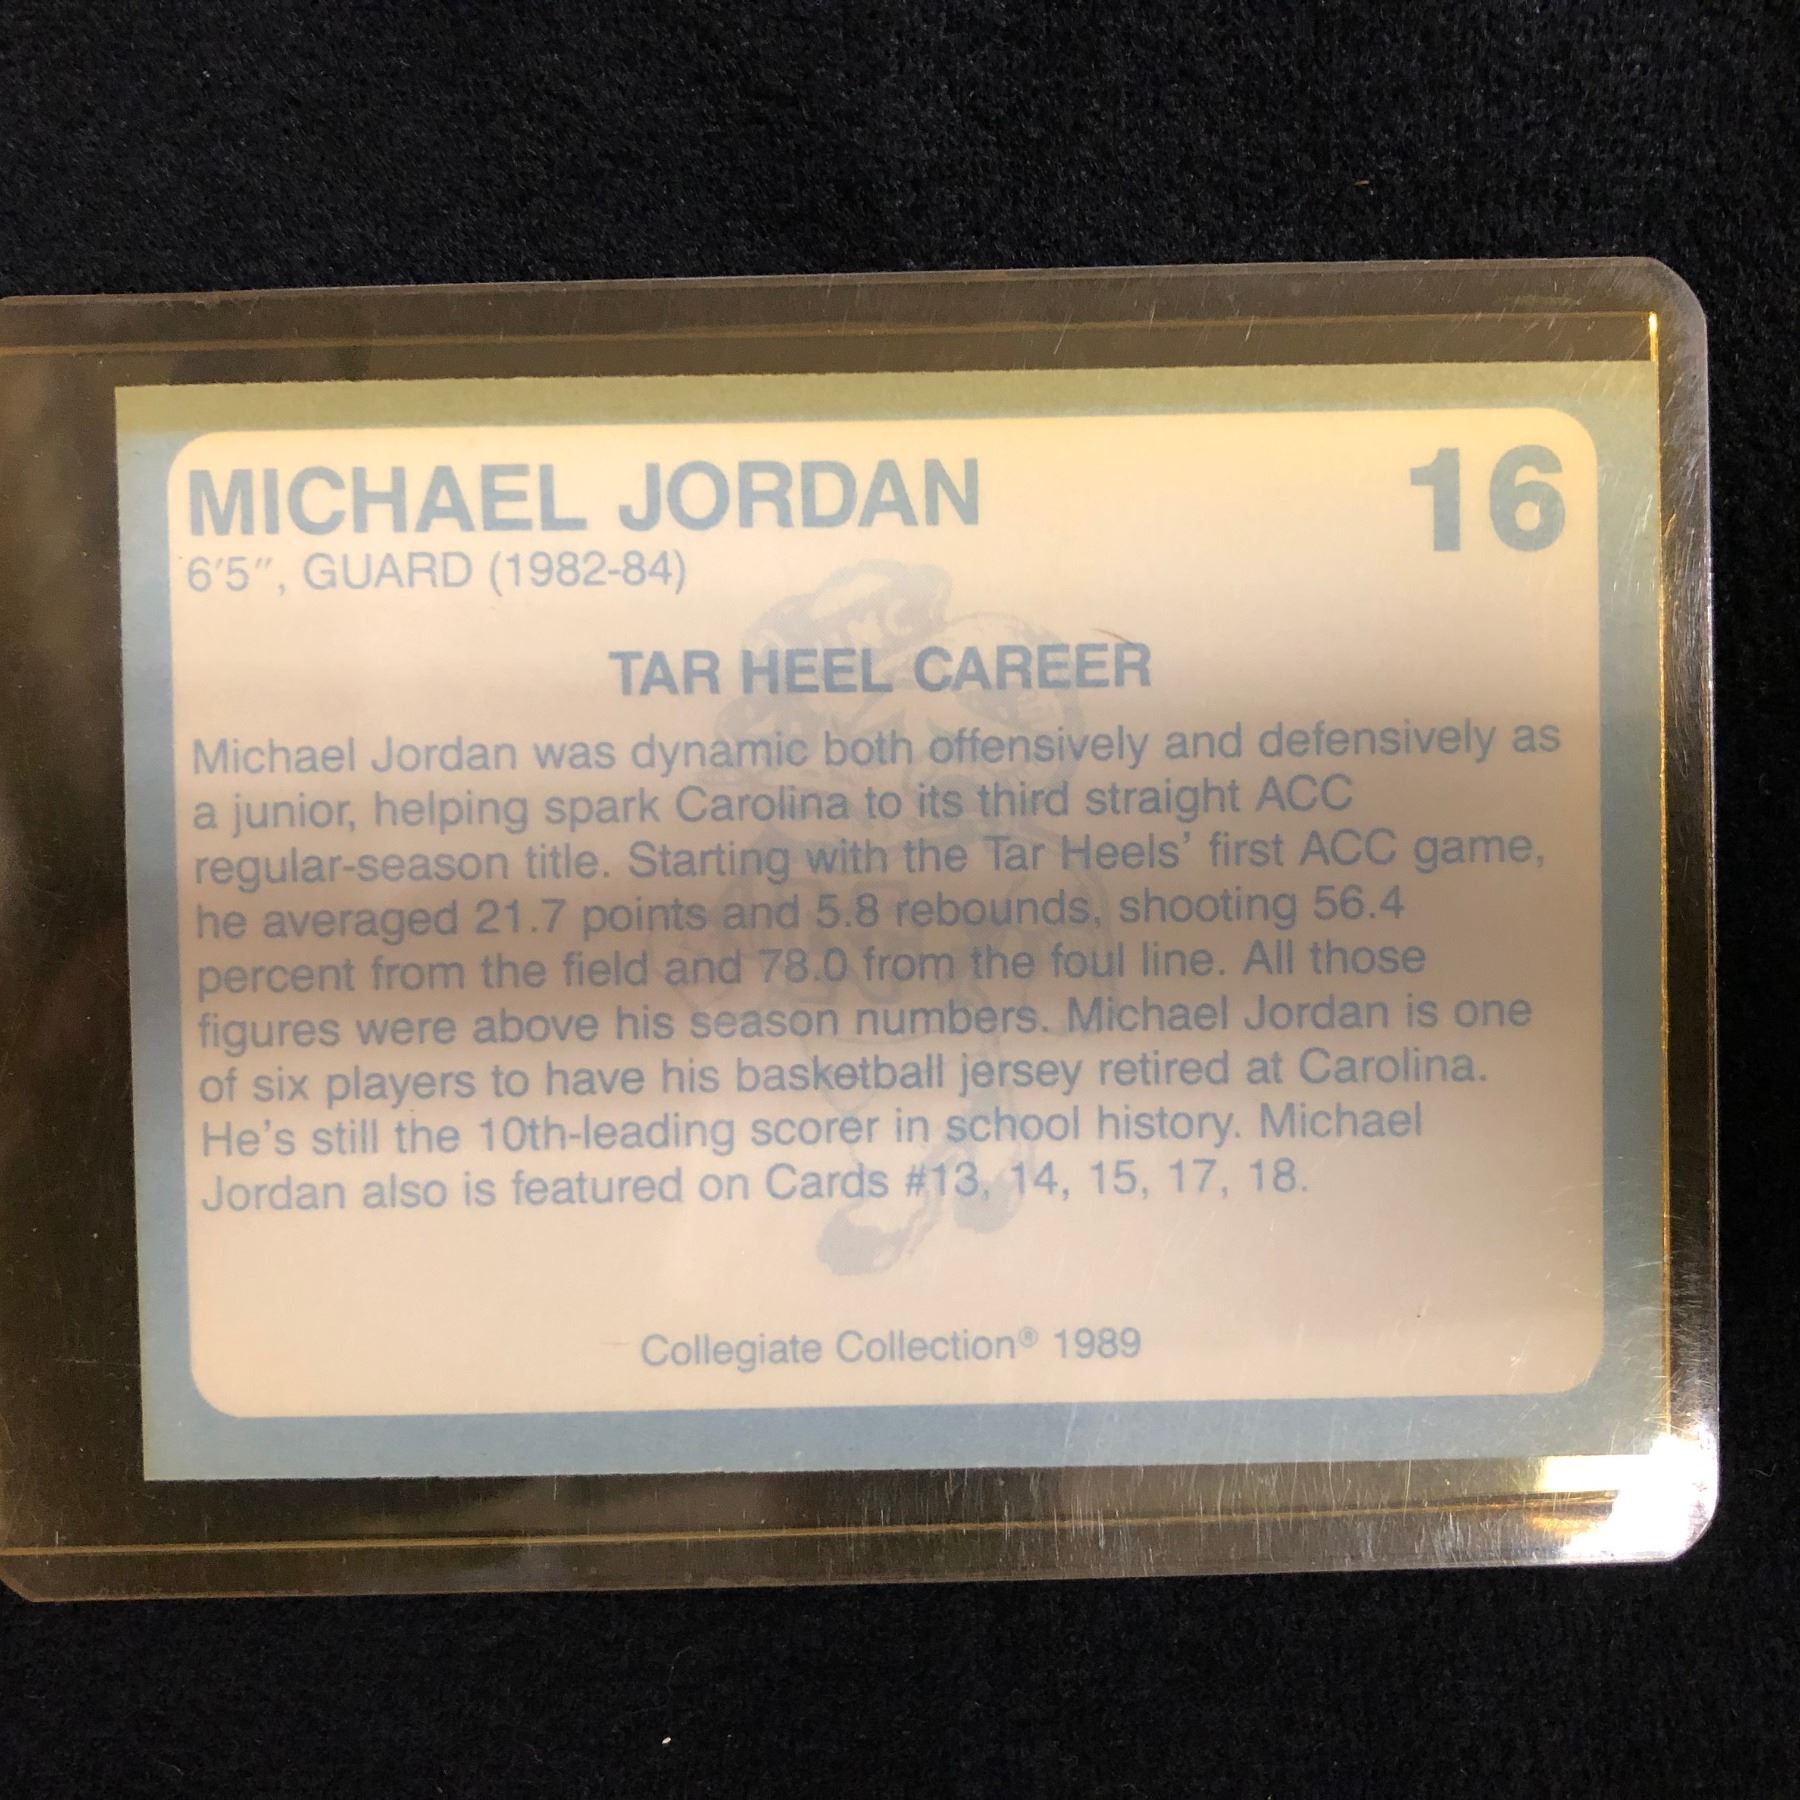 MICHAEL JORDAN
16
6'5", GUARD (1982-84)
UNC
TAR HEEL CAREER
Michael Jordan was dynamic both offensively and defensively as
a junior, helping spark Carolina to its third straight ACC
regular-season title. Starting with the Tar Heels' first ACC game,
he averaged 21.7 points and 5.8 rebounds, shooting 56.4
percent from the field and 78.0 from the foul line. All those
figures were above his season numbers. Michael Jordan is one
of six players to have his basketball jersey retired at Carolina.
He's still the 10th-leading scorer in school history. Michael
Jordan also is featured on Cards #13, 14, 15, 17, 18.
Collegiate Collection® 1989